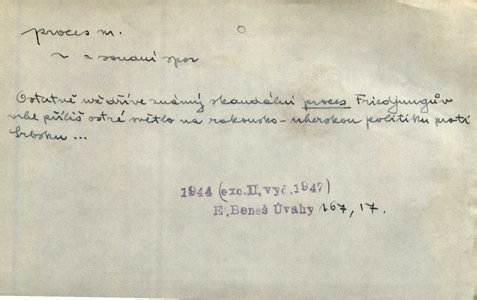 proces m.
~ = soudní spor
Ostatně už dříve známý skandální proces Friedjungův
vrhl příliš ostré světlo na rakousko-uherskou politiku proti
Srbsku ...
1944 (exc. II. vyd. 1947)
E. Beneš Úvahy 167, 17.